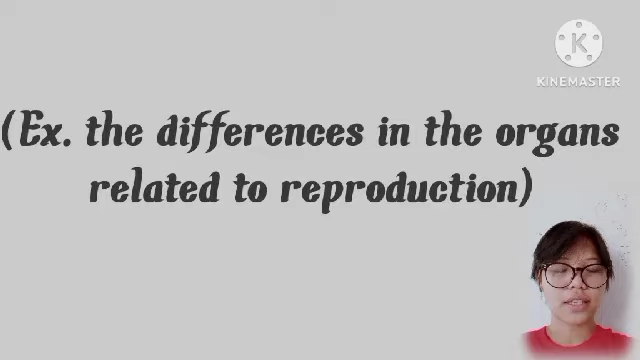 KINEMASTER
(Ex. the differences in the organs
related to reproduction)